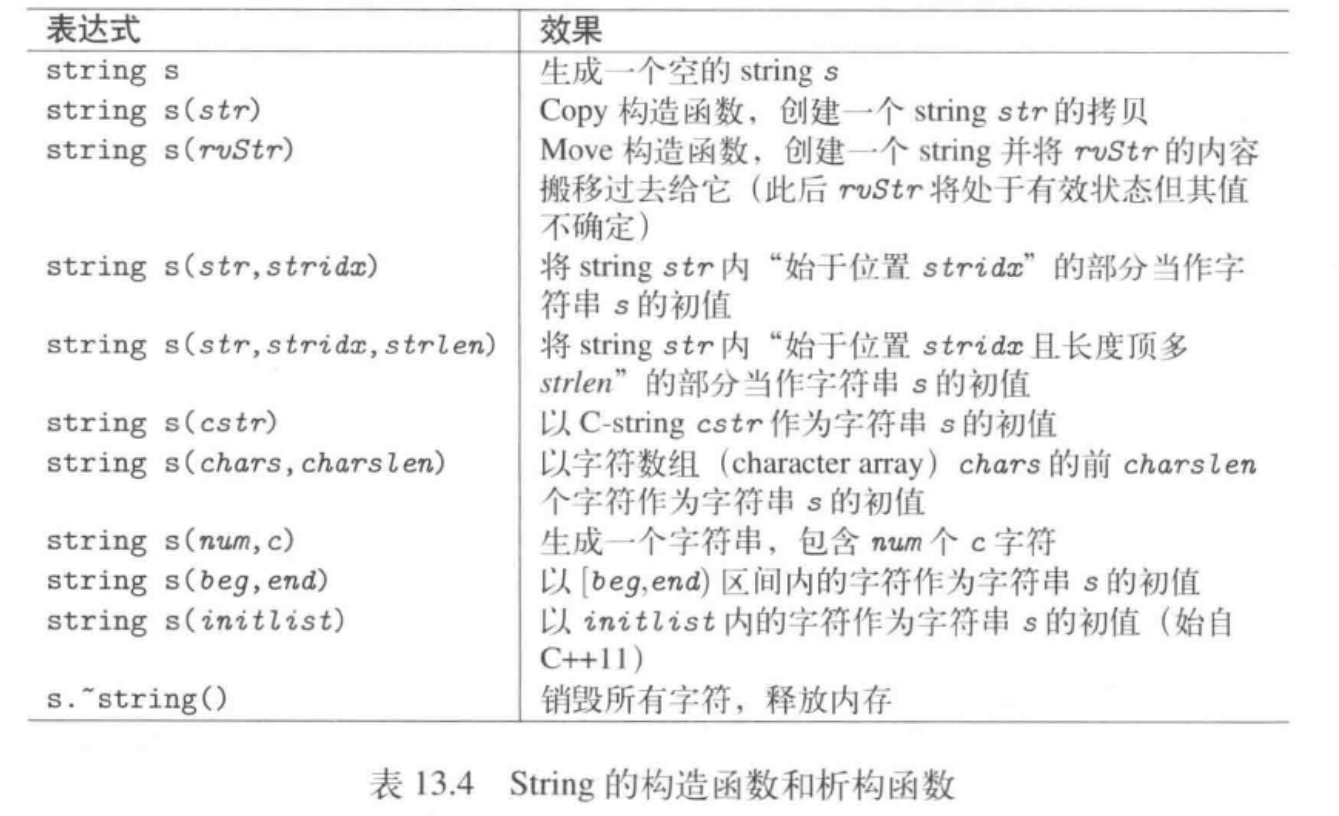 表达式 效果
string s 生成一个空的 string s
string s(str) Copy 构造函数，创建一个 string str 的拷贝
string s(rvStr) Move 构造函数，创建一个 string 并将 rvStr 的内容
搬移过去给它（此后 rvStr 将处于有效状态但其值
不确定）
string s(str,stridx) 将 string str 内“始于位置 stridx”的部分当作字
符串 s 的初值
string s(str,stridx,strlen) 将 string str 内“始于位置 stridx 且长度顶多
strlen”的部分当作字符串 s 的初值
string s(cstr) 以 C-string cstr 作为字符串 s 的初值
string s(chars,charslen) 以字符数组（character array）chars 的前 charslen
个字符作为字符串 s 的初值
string s(num,c) 生成一个字符串，包含 num 个 c 字符
string s(beg,end) 以 [beg,end) 区间内的字符作为字符串 s 的初值
string s(initlist) 以 initlist 内的字符作为字符串 s 的初值（始自
C++11）
s.~string() 销毁所有字符，释放内存
表 13.4 String 的构造函数和析构函数